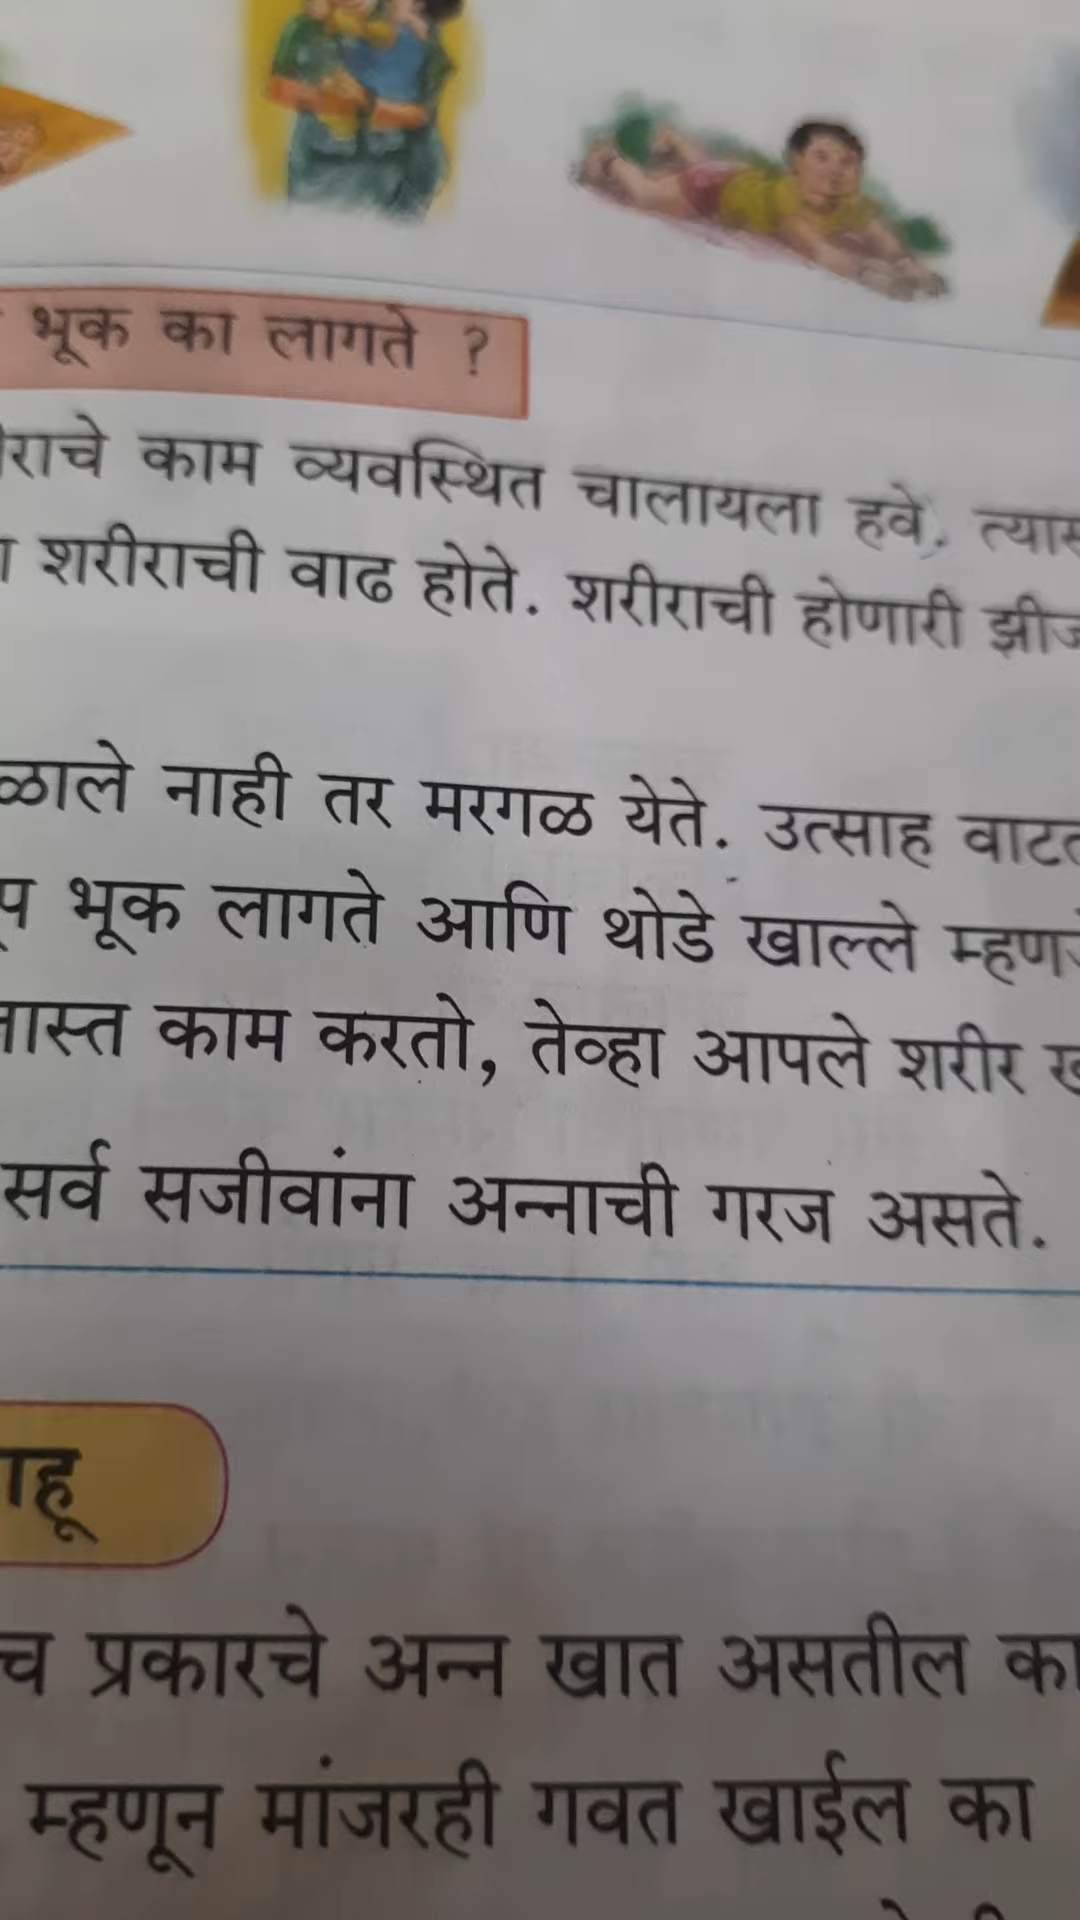 भूक का लागते ?
काम व्यवस्थित चालायला हवे.
शरीराची वाढ होते. शरीराची होणारी
नाही तर मरगळ येते. उत्साह
भूक लागते आणि थोडे खाल्ले
काम करतो, तेव्हा आपले शरीर
सर्व सजीवांना अन्नाची गरज असते.
प्रकारचे अन्न खात असतील का
म्हणून मांजरही गवत खाईल का